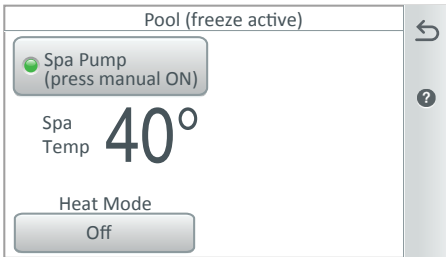 Pool (freeze active)
Spa Pump
(press manual ON)
Spa
Temp
40°
Heat Mode
Off
?